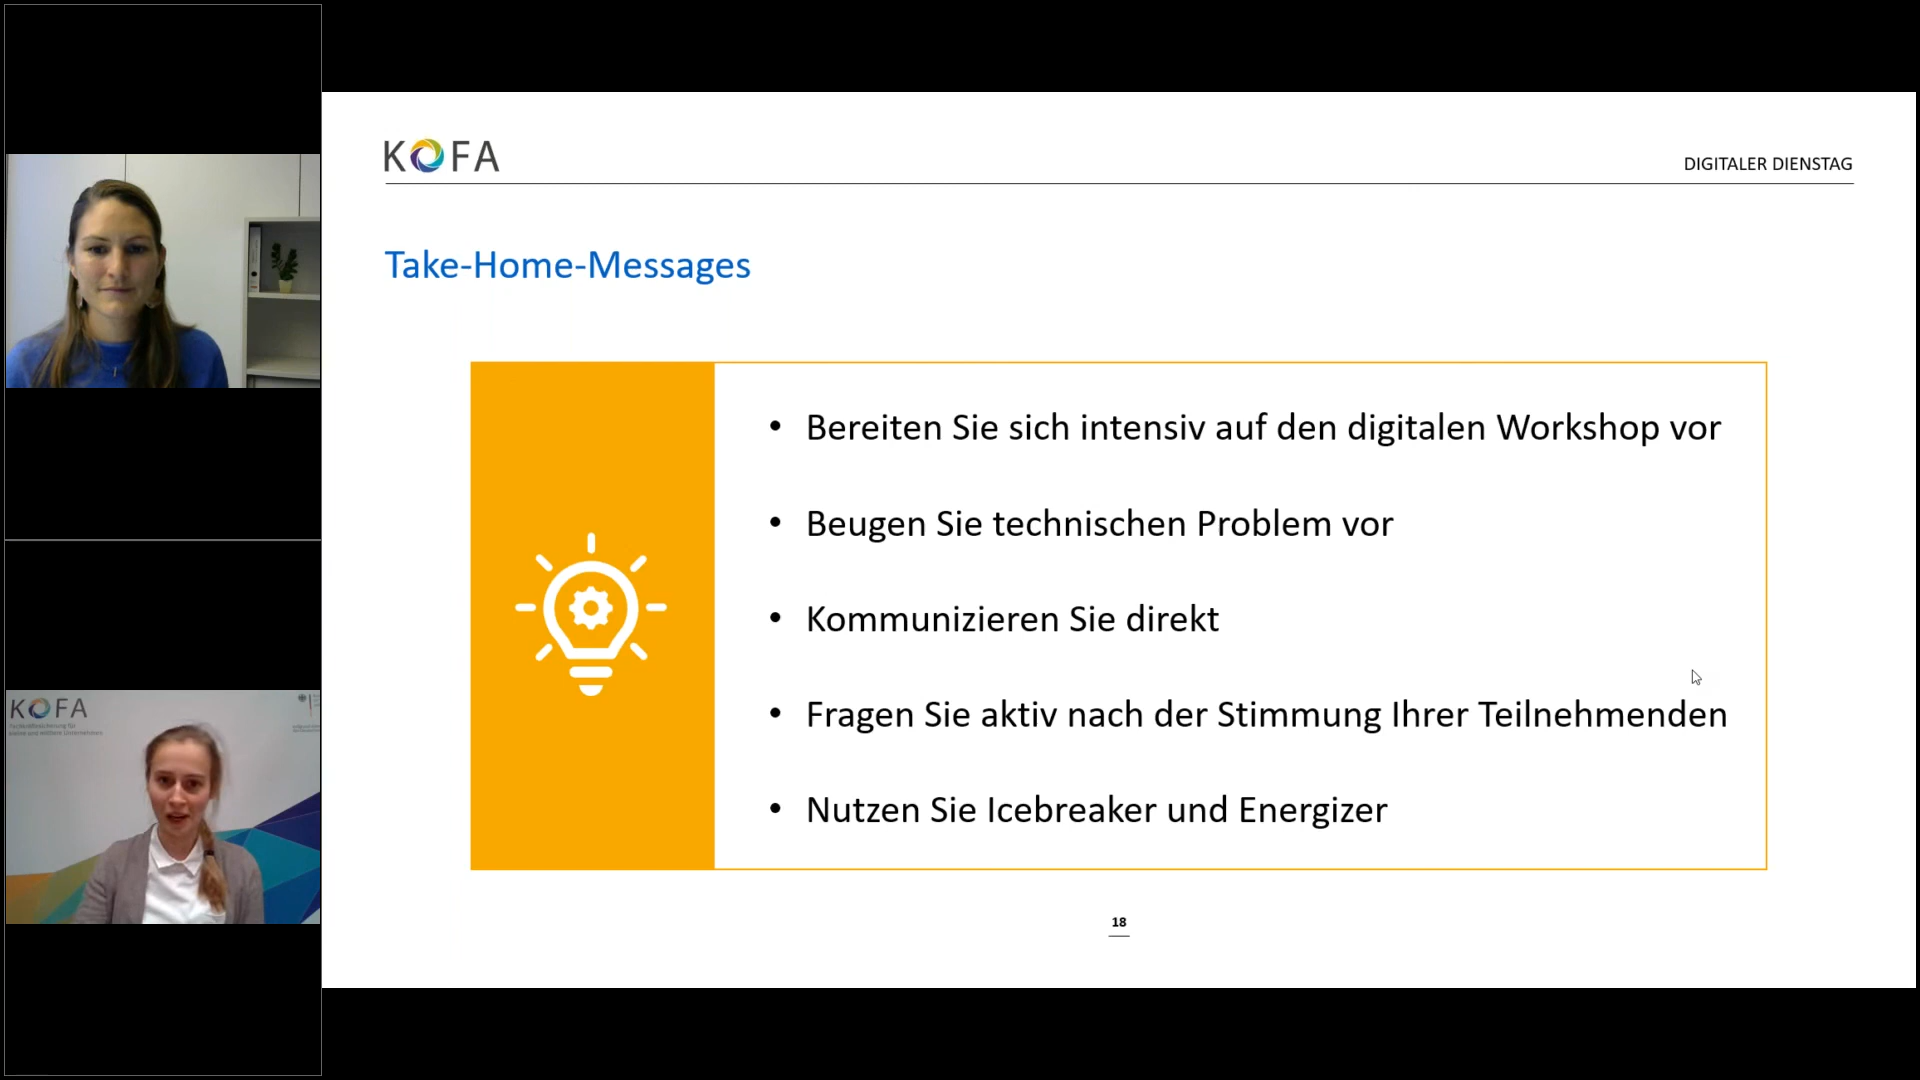 KOFA
DIGITALER DIENSTAG
Take-Home-Messages
• Bereiten Sie sich intensiv auf den digitalen Workshop vor
• Beugen Sie technischen Problem vor
• Kommunizieren Sie direkt
• Fragen Sie aktiv nach der Stimmung Ihrer Teilnehmenden
• Nutzen Sie Icebreaker und Energizer
18
KOFA